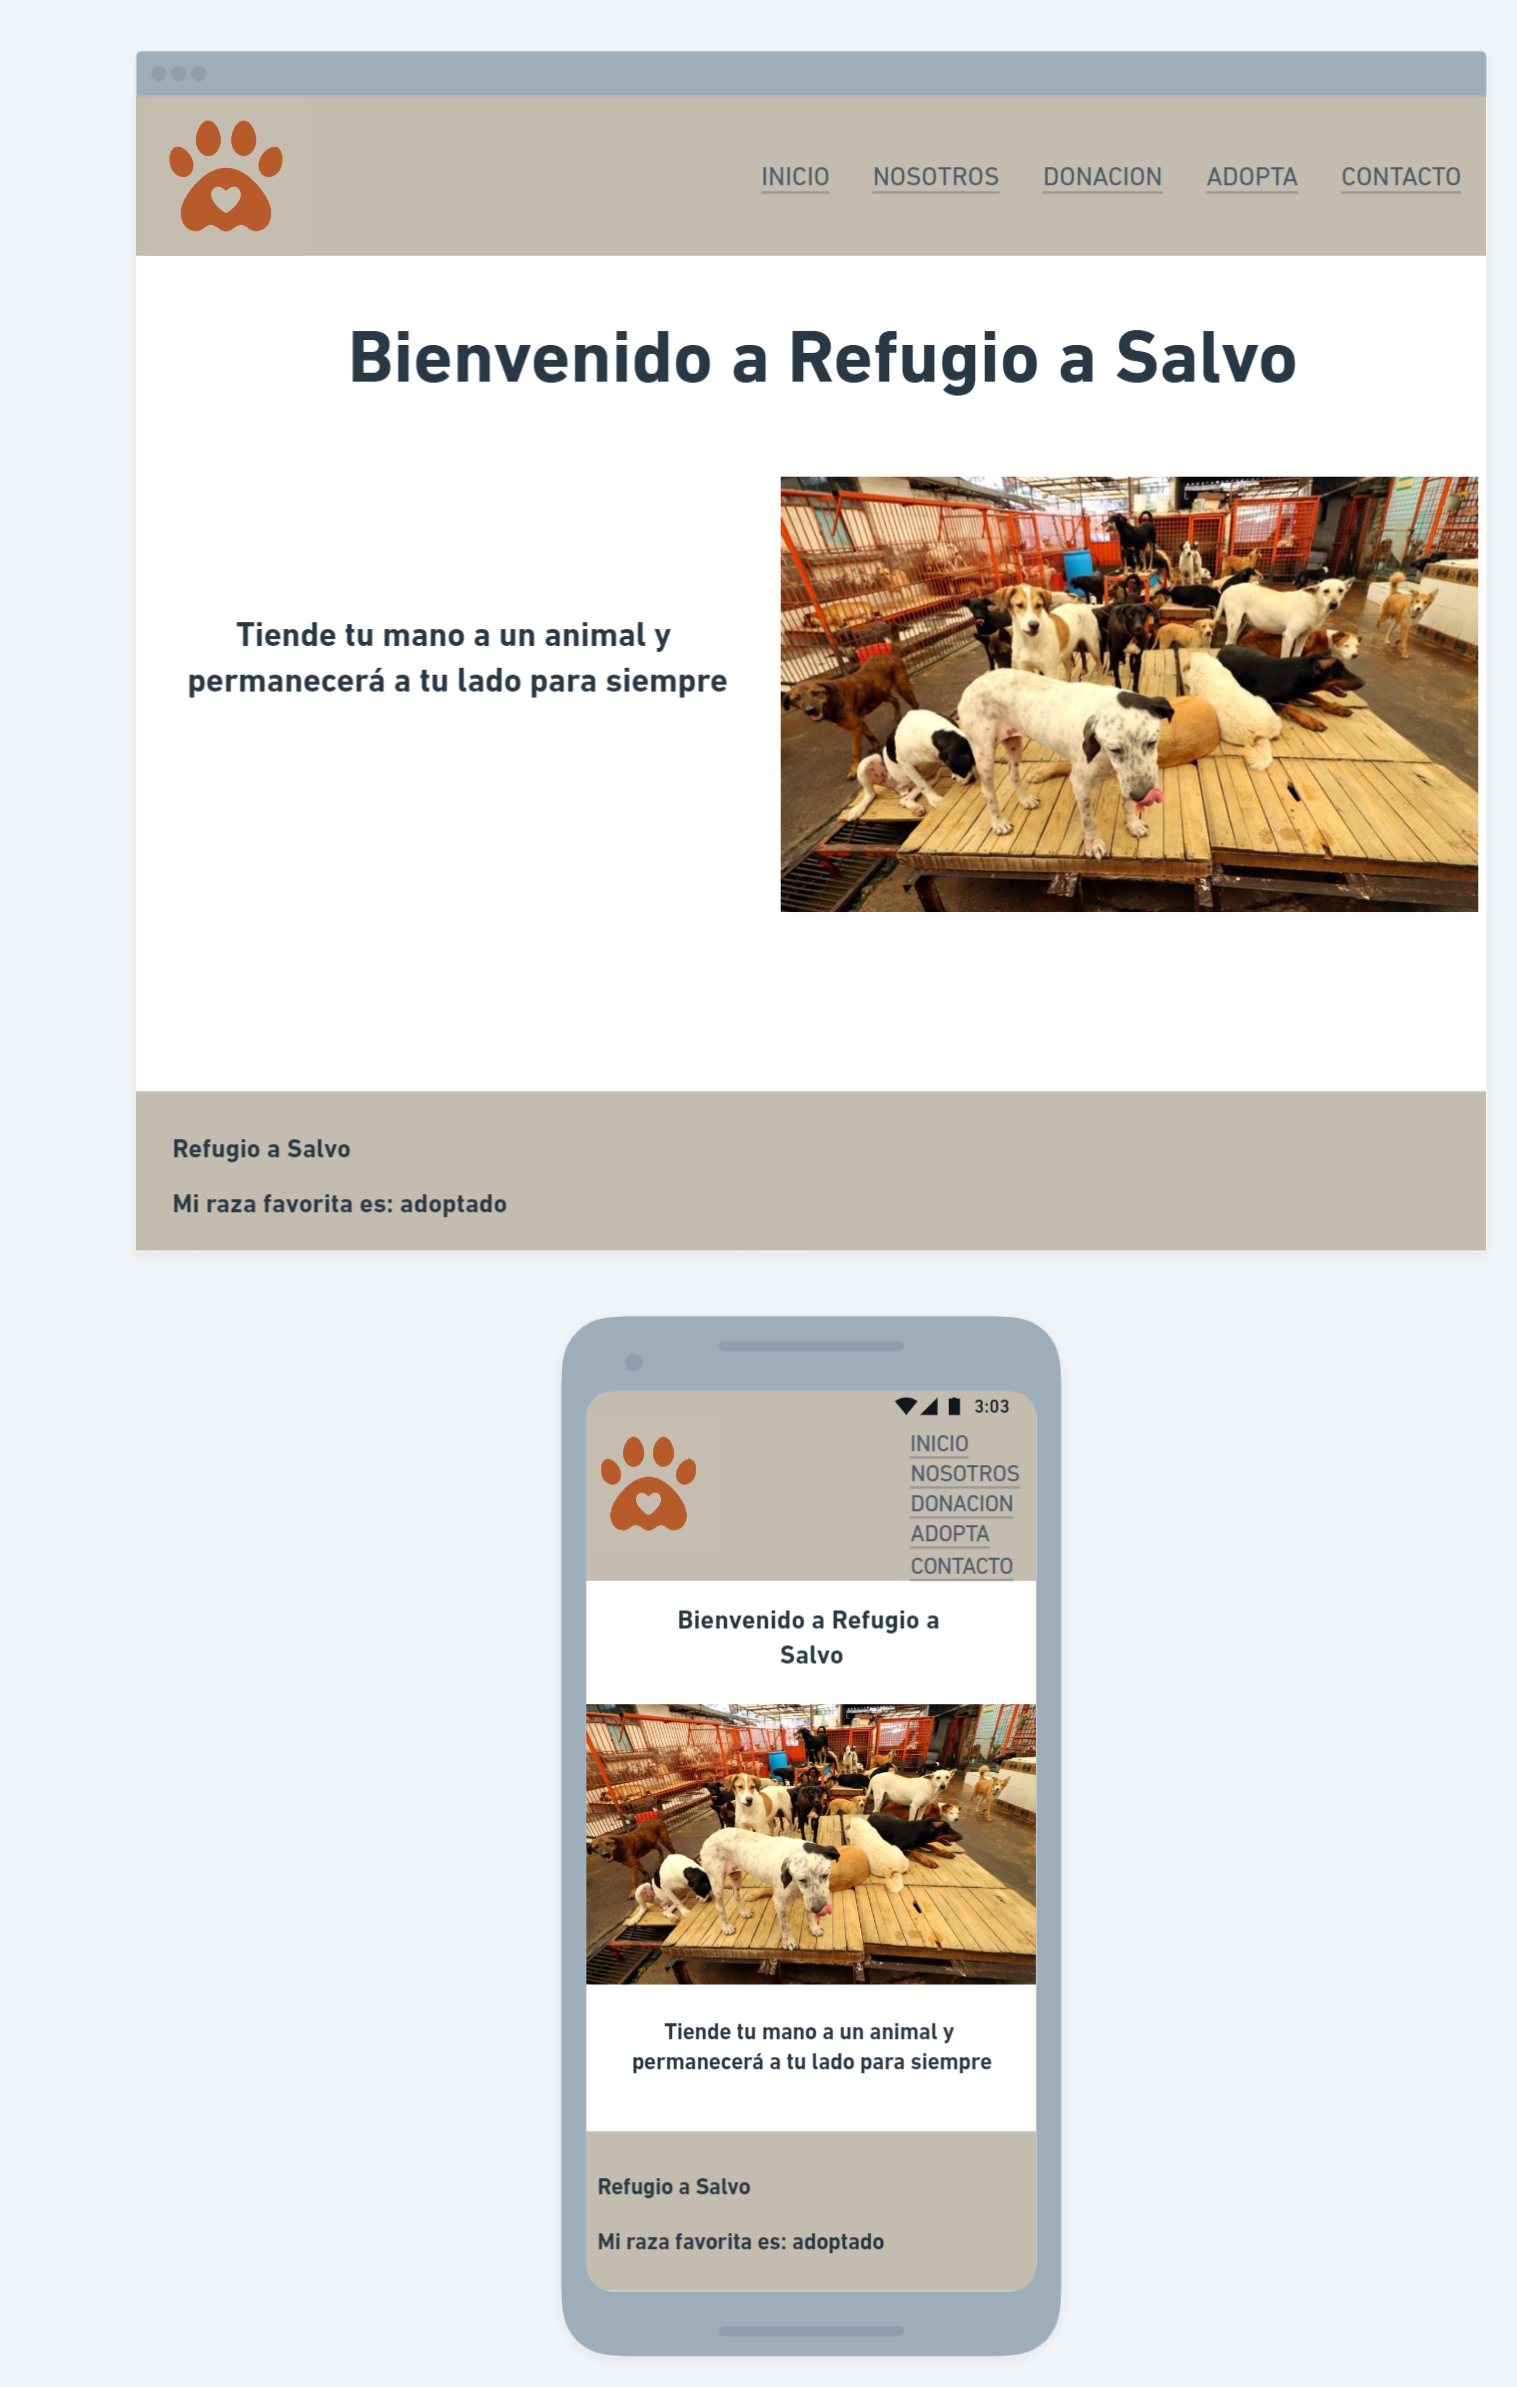 INICIO NOSOTROS DONACION ADOPTA CONTACTO
Bienvenido a Refugio a Salvo
Tiende tu mano a un animal y
permanecerá a tu lado para siempre
Refugio a Salvo
Mi raza favorita es: adoptado
3:03
INICIO
NOSOTROS
DONACION
ADOPTA
CONTACTO
Bienvenido a Refugio a
Salvo
Tiende tu mano a un animal y
permanecerá a tu lado para siempre
Refugio a Salvo
Mi raza favorita es: adoptado